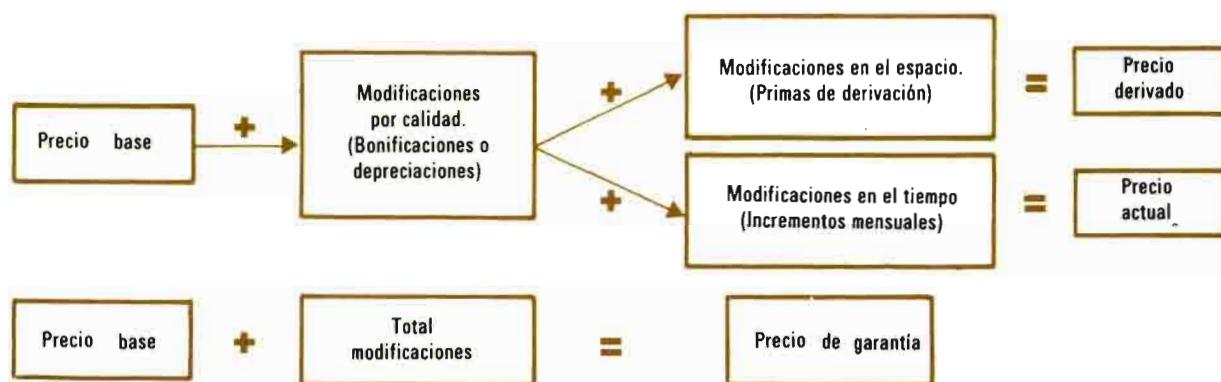 Precio base
+
Modificaciones
por calidad.
(Bonificaciones o
depreciaciones)
+
Modificaciones en el espacio.
(Primas de derivación)
=
Precio
derivado
+
Modificaciones en el tiempo
(Incrementos mensuales)
=
Precio
actual
Precio base
+
Total
modificaciones
=
Precio de garantía